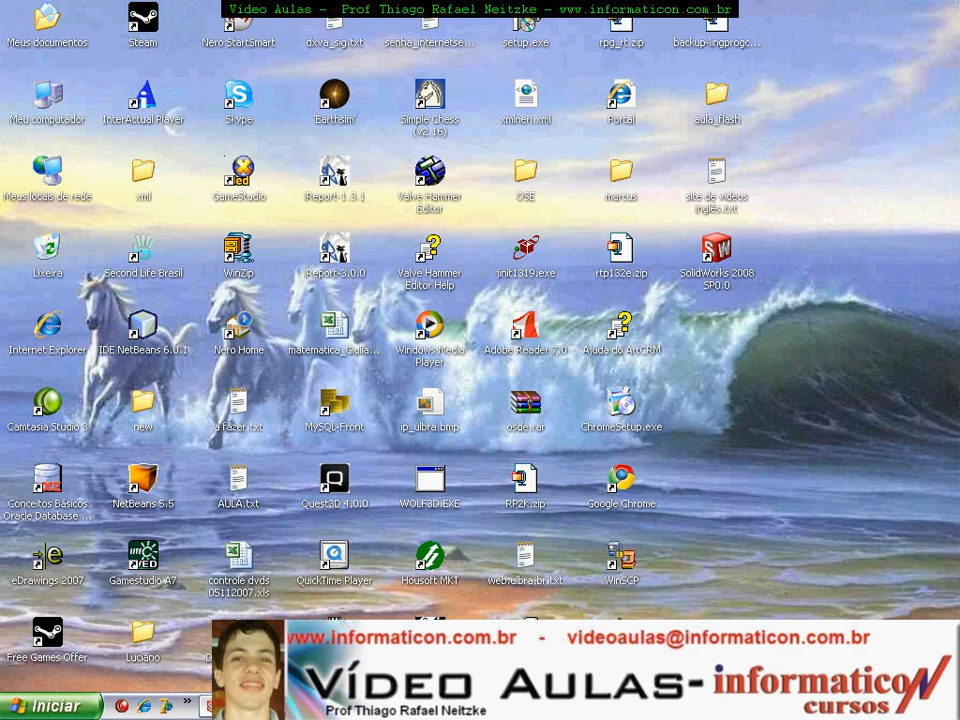 Video Aulas - Prof Thiago Rafael Neitzke - www.informaticon.com.br
Meus documentos
Steam
Nero StartSmart
dxva_sig.txt
senha_internetse...
setup.exe
rpg_rt.zip
backup-lingprogc...
Meu computador
InterActual Player
Skype
'Earthsim'
Simple Chess
(v2.16)
xmlneri.xml
Portal
aula_flash
Meus locais de rede
xml
GameStudio
iReport-1.3.1
Valve Hammer
Editor
OSE
marcus
site de videos
inglês.txt
Lixeira
Second Life Brasil
WinZip
iReport-3.0.0
Valve Hammer
Editor Help
jinit1319.exe
rtp132e.zip
SolidWorks 2008
SP0.0
Internet Explorer
IDE NetBeans 6.0.1
Nero Home
Windows Media
Player
Adobe Reader 7.0
Ajuda do ArtCRM
Camtasia Studio 3
new
a fazer.txt
MySQL-Front
ip_ulbra.bmp
osde.rar
ChromeSetup.exe
Conceitos Básicos
Oracle Database ...
NetBeans 5.5
AULA.txt
Quest3D 4.0.0
WOLF3D.EXE
RP2K.zip
Google Chrome
eDrawings 2007
Gamestudio A7
controle dvds
05112007.xls
QuickTime Player
Housoft MKT
web.ulbra.br.txt
WinSCP
Free Games Offer
Luciano
www.informaticon.com.br - videoaulas@informaticon.com.br
VÍDEO AULAS- informaticoN
cursos
Prof Thiago Rafael Neitzke
Iniciar